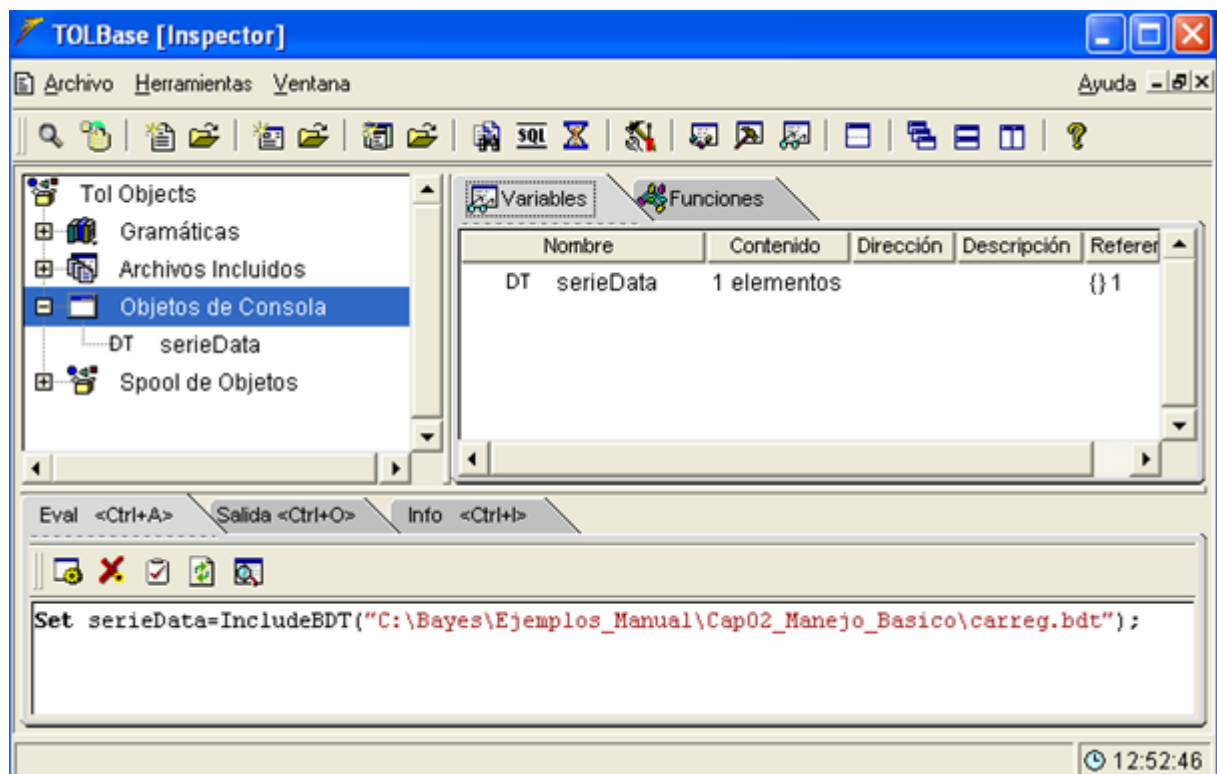 TOLBase [Inspector]
Archivo Herramientas Ventana Ayuda
SQL
Tol Objects
Gramáticas
Archivos Incluidos
Objetos de Consola
DT serieData
Spool de Objetos
Variables Funciones
Nombre Contenido Dirección Descripción Referer
DT serieData 1 elementos {} 1
Eval <Ctrl+A> Salida <Ctrl+O> Info <Ctrl+I>
Set serieData=IncludeBDT("C:\Bayes\Ejemplos_Manual\Cap02_Manejo_Basico\carreg.bdt");
12:52:46